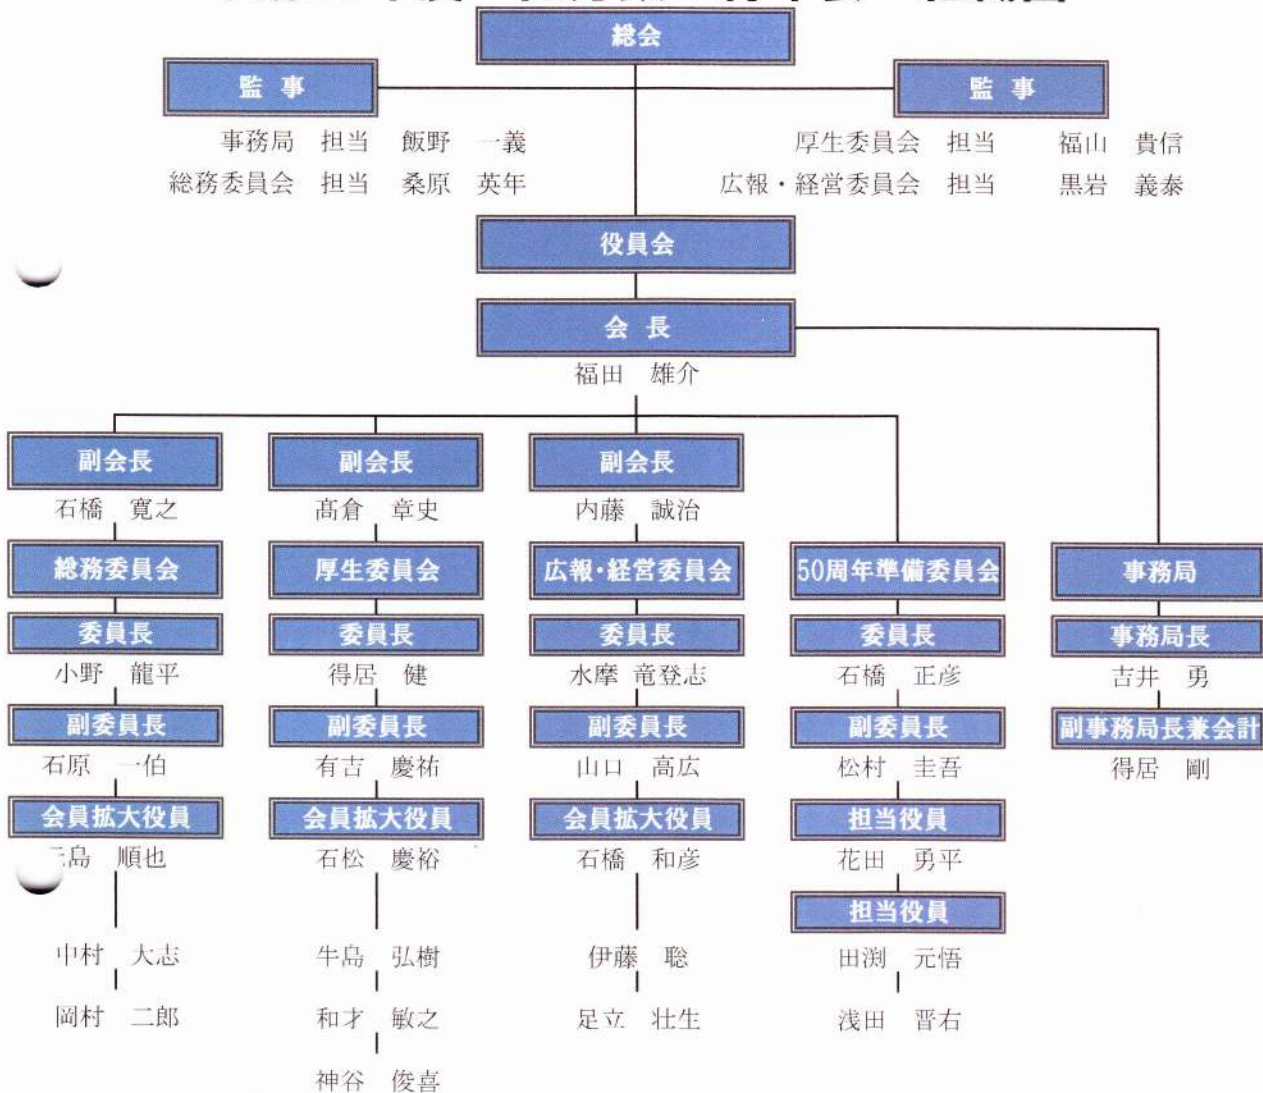 総会
監事 監事
事務局 担当 飯野 一義 厚生委員会 担当 福山 貴信
総務委員会 担当 桑原 英年 広報・経営委員会 担当 黒岩 義泰
役員会
会長
福田 雄介
副会長 副会長 副会長
石橋 寛之 髙倉 章史 内藤 誠治
総務委員会 厚生委員会 広報・経営委員会 50周年準備委員会 事務局
委員長 委員長 委員長 委員長 事務局長
小野 龍平 得居 健 水摩 竜登志 石橋 正彦 吉井 勇
副委員長 副委員長 副委員長 副委員長 副事務局長兼会計
石原 一伯 有吉 慶祐 山口 高広 松村 圭吾 得居 剛
会員拡大役員 会員拡大役員 会員拡大役員 担当役員
島 順也 石松 慶裕 石橋 和彦 花田 勇平
担当役員
中村 大志 牛島 弘樹 伊藤 聡 田渕 元悟
岡村 二郎 和才 敏之 足立 壮生 浅田 晋右
神谷 俊喜